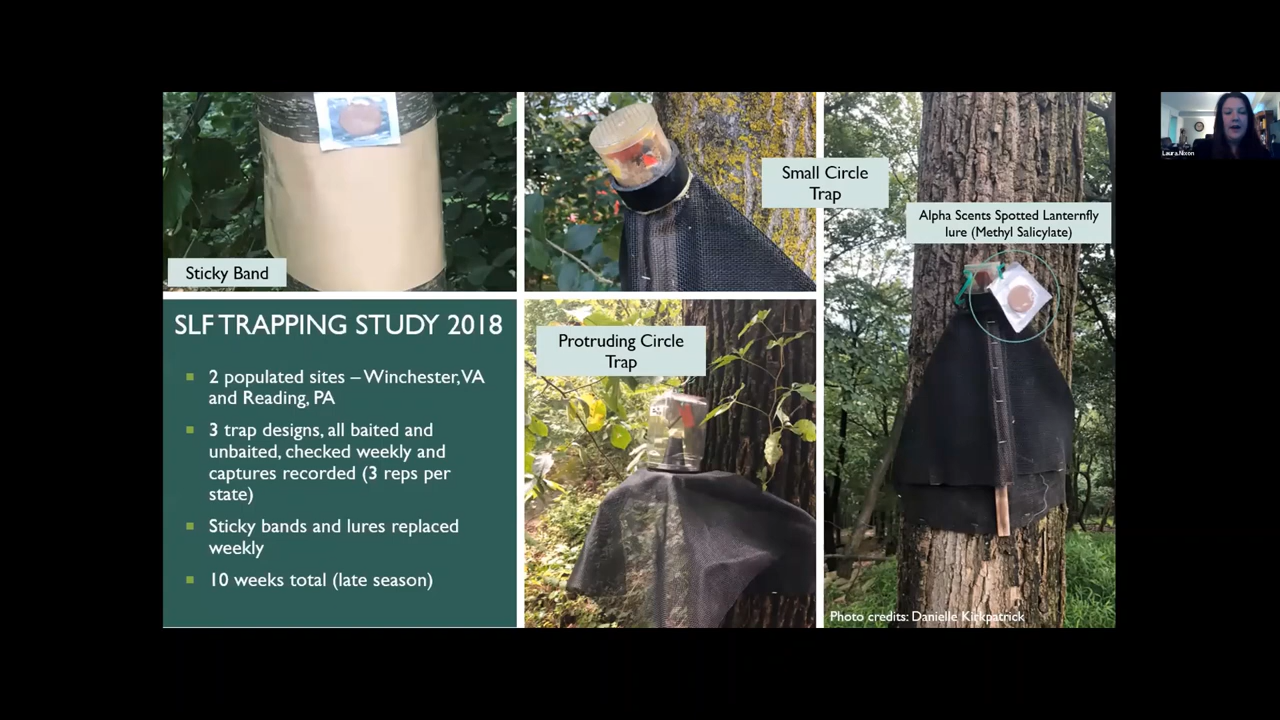 Sticky Band
Small Circle
Trap
Alpha Scents Spotted Lanternfly
lure (Methyl Salicylate)
Laura.Nixon
SLF TRAPPING STUDY 2018
2 populated sites – Winchester, VA
and Reading, PA
3 trap designs, all baited and
unbaited, checked weekly and
captures recorded (3 reps per
state)
Sticky bands and lures replaced
weekly
10 weeks total (late season)
Protruding Circle
Trap
Photo credits: Danielle Kirkpatrick